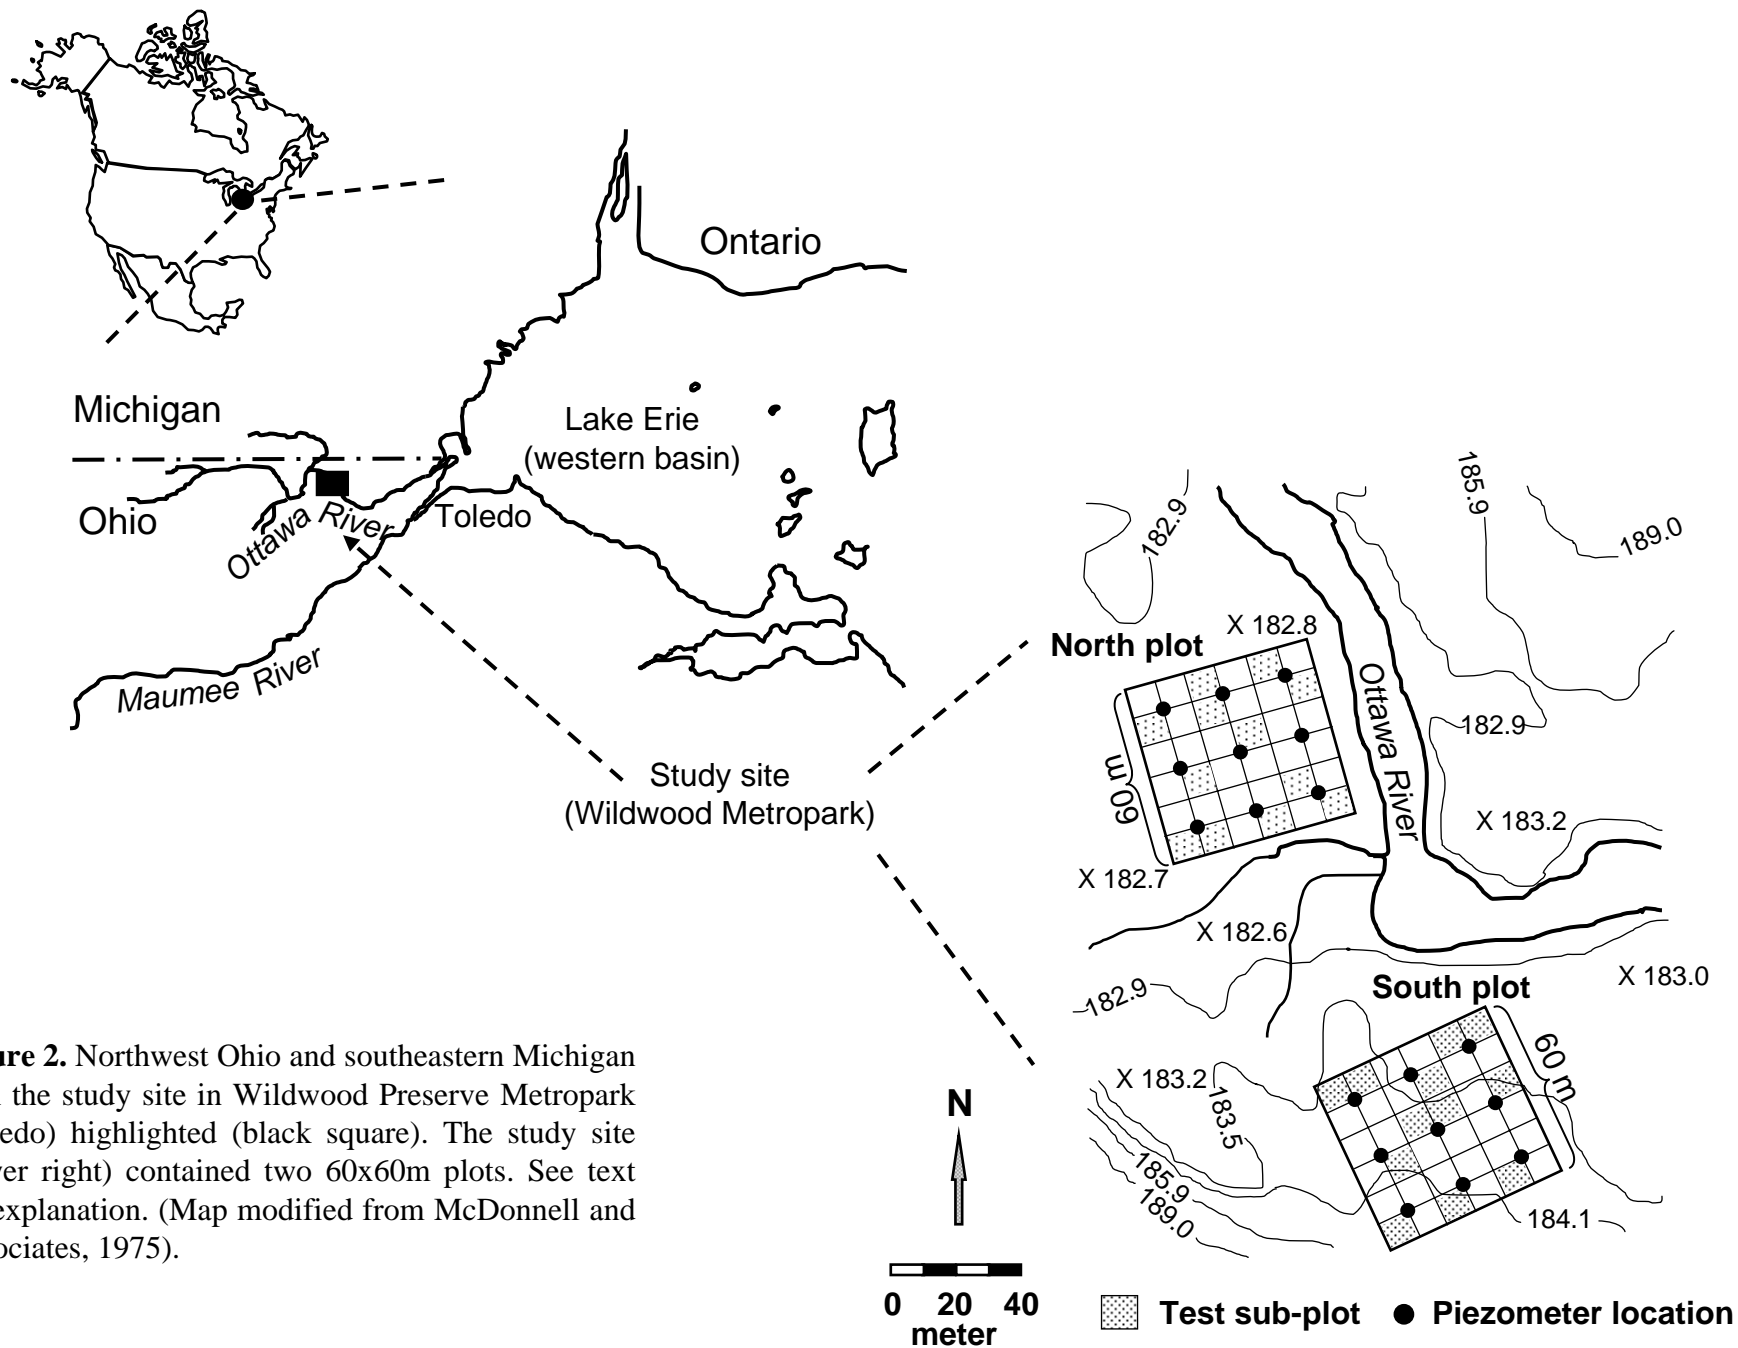 Ontario
Michigan
Lake Erie
(western basin)
Ohio
Ottawa River
Toledo
Maumee River
Study site
(Wildwood Metropark)
182.9
185.9
189.0
X 182.8
North plot
Ottawa River
182.9
60 m
X 183.2
X 182.7
X 182.6
X 183.0
182.9
South plot
60 m
X 183.2
183.5
185.9
189.0
184.1
N
0 20 40
meter
Test sub-plot
Piezometer location
ure 2. Northwest Ohio and southeastern Michigan
the study site in Wildwood Preserve Metropark
edo) highlighted (black square). The study site
er right) contained two 60x60m plots. See text
explanation. (Map modified from McDonnell and
ociates, 1975).